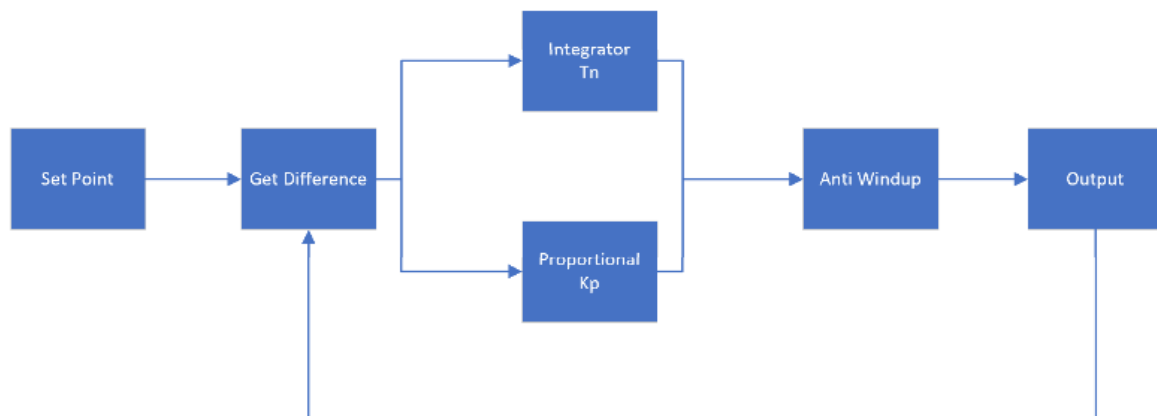 Integrator
Tn
Set Point
Get Difference
Anti Windup
Output
Proportional
Kp